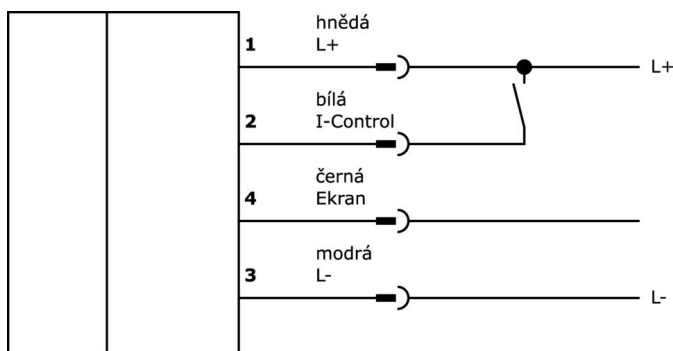 hnědá
1 L+ L+
bílá
2 I-Control
černá
4 Ekran
modrá
3 L- L-